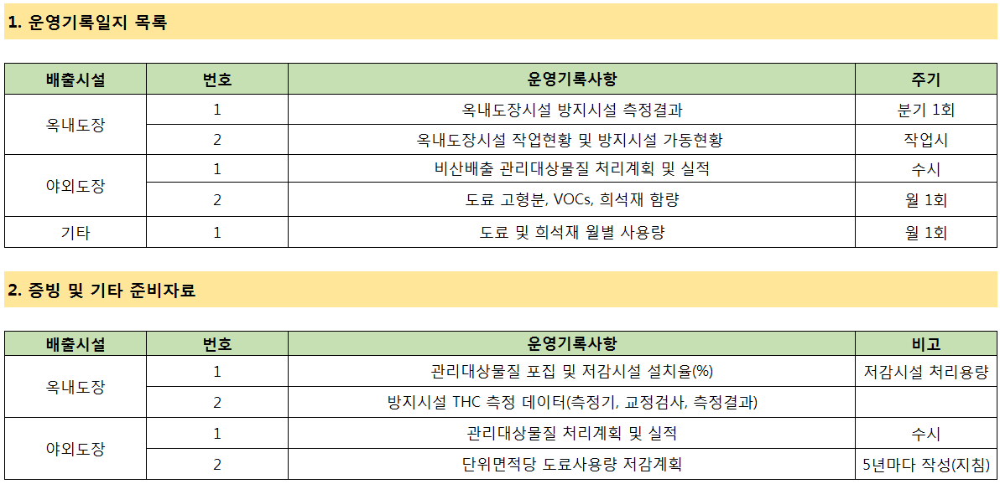 1. 운영기록일지 목록
배출시설 번호 운영기록사항 주기
옥내도장 1 옥내도장시설 방지시설 측정결과 분기 1회
2 옥내도장시설 작업현황 및 방지시설 가동현황 작업시
야외도장 1 비산배출 관리대상물질 처리계획 및 실적 수시
2 도료 고형분, VOCs, 희석재 함량 월 1회
기타 1 도료 및 희석재 월별 사용량 월 1회
2. 증빙 및 기타 준비자료
배출시설 번호 운영기록사항 비고
옥내도장 1 관리대상물질 포집 및 저감시설 설치율(%) 저감시설 처리용량
2 방지시설 THC 측정 데이터(측정기, 교정검사, 측정결과)
야외도장 1 관리대상물질 처리계획 및 실적 수시
2 단위면적당 도료사용량 저감계획 5년마다 작성(지침)